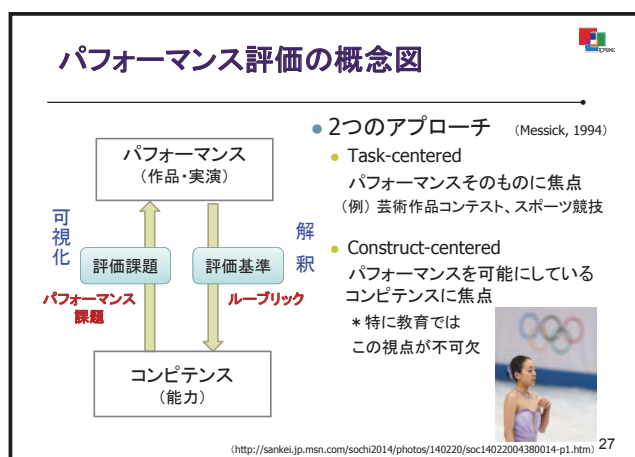 パフォーマンス評価の概念図
パフォーマンス
（作品・実演）
可視化
解釈
評価課題
評価基準
パフォーマンス
課題
ルーブリック
コンピテンス
（能力）
● 2つのアプローチ （Messick, 1994）
● Task-centered
パフォーマンスそのものに焦点
（例）芸術作品コンテスト、スポーツ競技
● Construct-centered
パフォーマンスを可能にしている
コンピテンスに焦点
＊特に教育では
この視点が不可欠
（http://sankei.jp.msn.com/sochi2014/photos/140220/soc14022004380014-p1.htm）
27